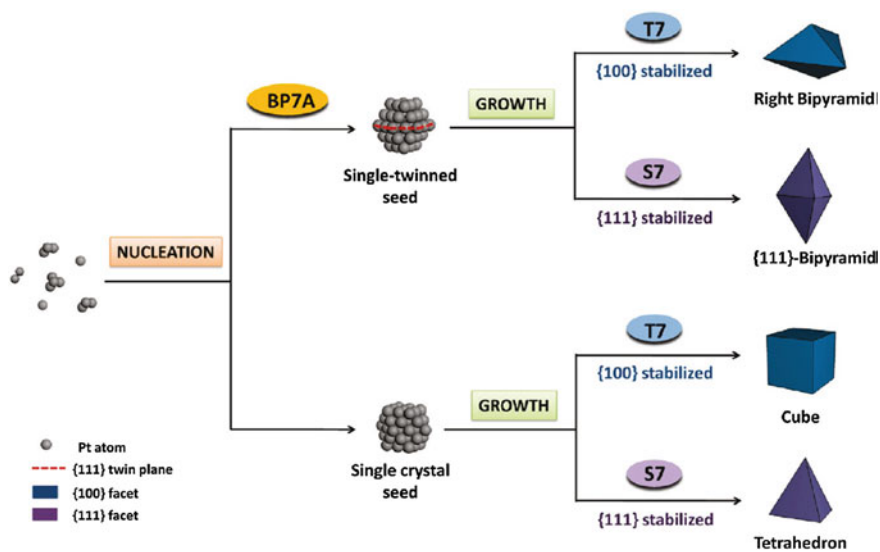 T7
{100} stabilized
Right Bipyramid
BP7A
GROWTH
Single-twinned
seed
S7
{111} stabilized
{111}-Bipyramid
NUCLEATION
T7
{100} stabilized
Cube
GROWTH
Single crystal
seed
S7
{111} stabilized
Tetrahedron
Pt atom
{111} twin plane
{100} facet
{111} facet